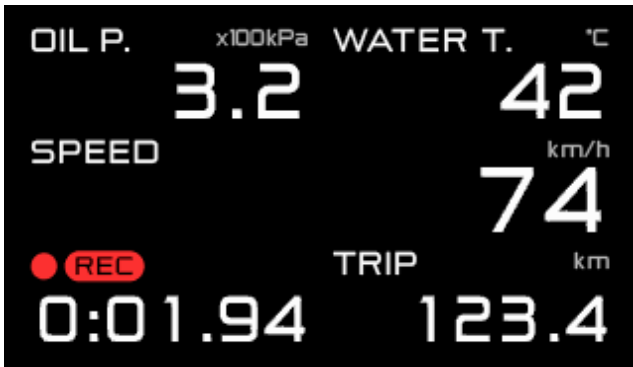 OIL P. x100kPa WATER T. °C
3.2 42
SPEED km/h
74
REC TRIP km
0:01.94 123.4